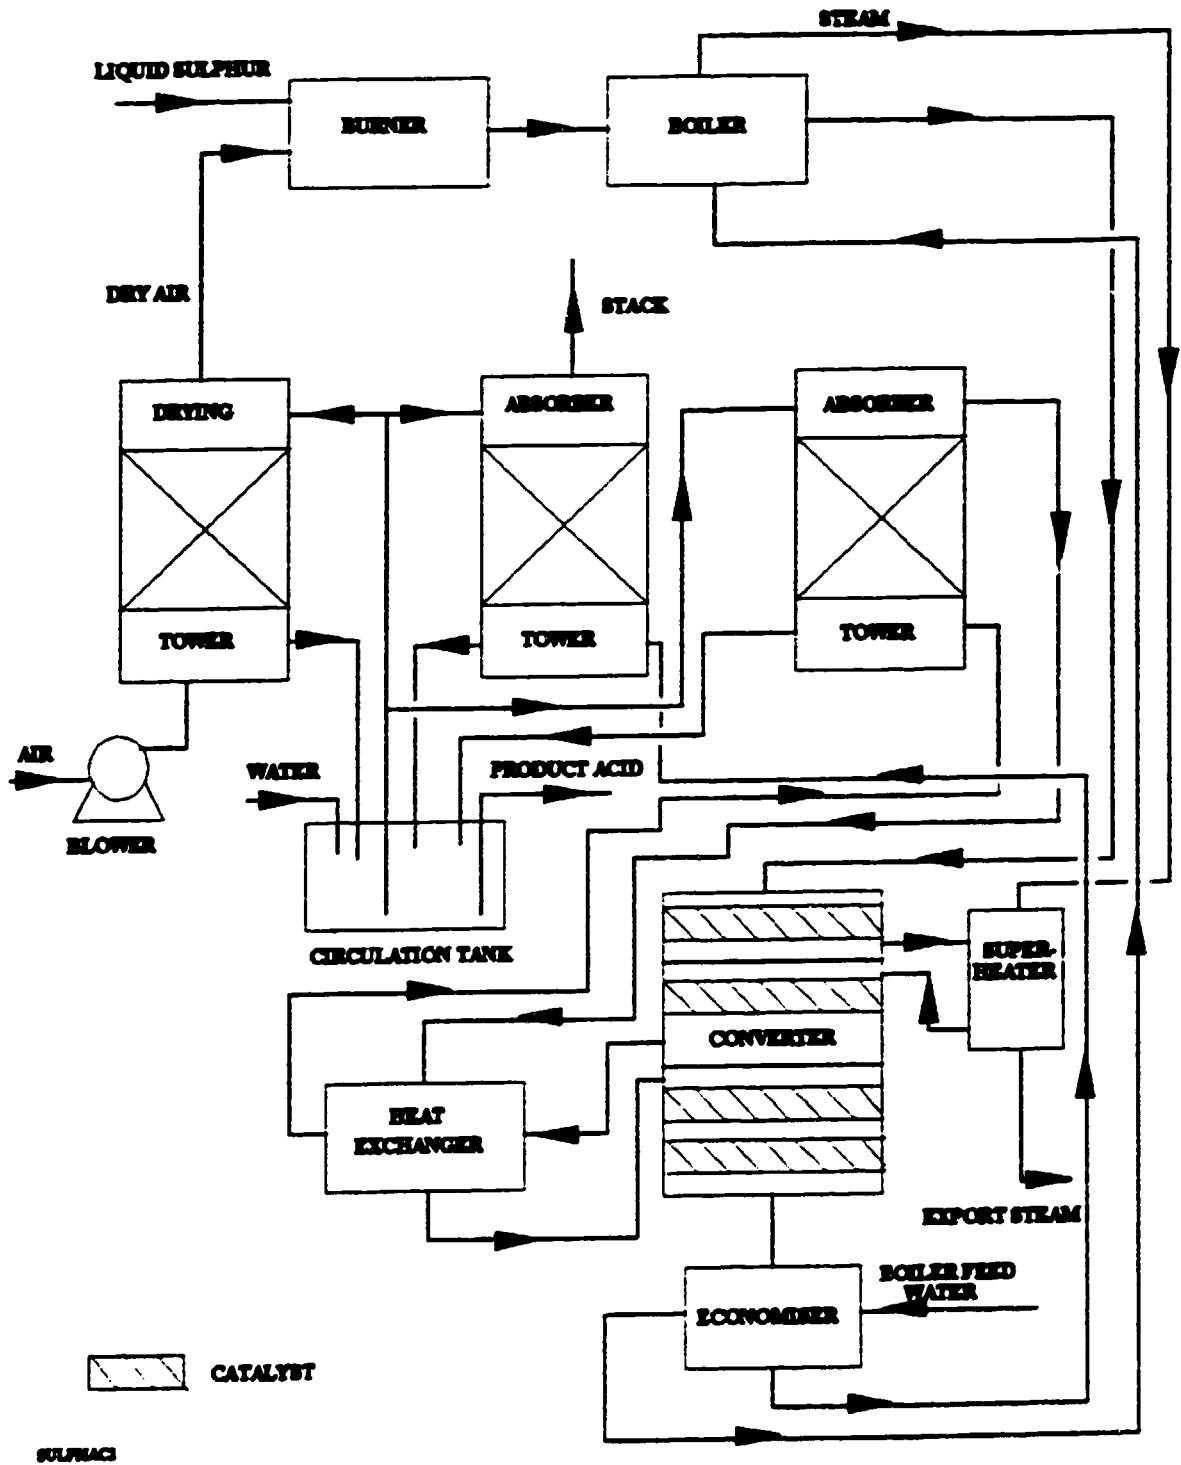 STEAM
LIQUID SULPHUR
BURNER
BOILER
DRY AIR
STACK
DRYING
ABSORBER
ABSORBER
TOWER
TOWER
TOWER
AIR
WATER
PRODUCT ACID
BLOWER
CIRCULATION TANK
SUPER-
HEATER
CONVERTER
HEAT
EXCHANGER
EXPORT STEAM
BOILER FEED
WATER
ECONOMISER
CATALYST